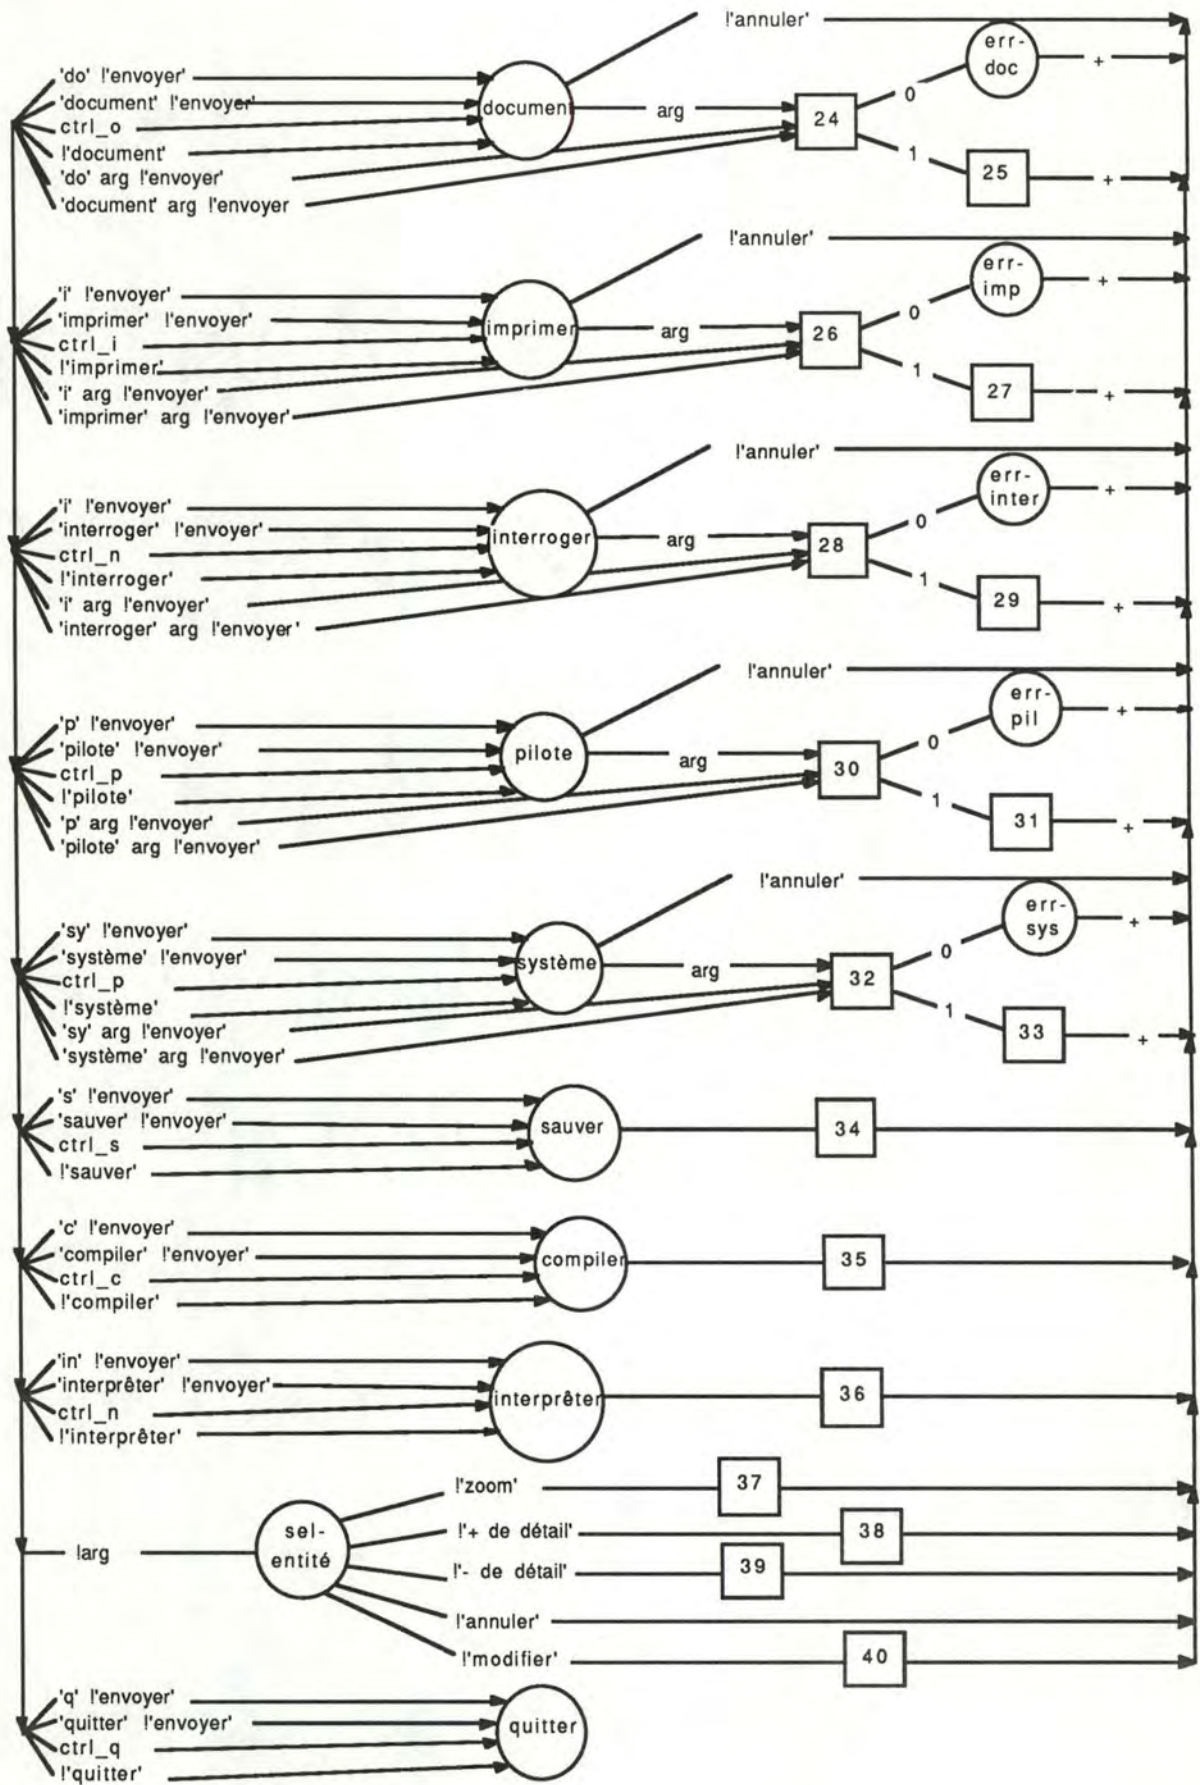 !'annuler'
err-
doc
+
0
'do' !'envoyer'
'document' !'envoyer'
ctrl_o
!'document'
'do' arg !'envoyer'
'document' arg !'envoyer
document
arg
24
1
25
+
!'annuler'
err-
imp
+
0
'i' !'envoyer'
'imprimer' !'envoyer'
ctrl_i
!'imprimer'
'i' arg !'envoyer'
'imprimer' arg !'envoyer'
imprimer
arg
26
1
27
+
!'annuler'
err-
inter
+
0
'i' !'envoyer'
'interroger' !'envoyer'
ctrl_n
!'interroger'
'i' arg !'envoyer'
'interroger' arg !'envoyer'
interroger
arg
28
1
29
+
!'annuler'
err-
pil
+
0
'p' !'envoyer'
'pilote' !'envoyer'
ctrl_p
!'pilote'
'p' arg !'envoyer'
'pilote' arg !'envoyer'
pilote
arg
30
1
31
+
!'annuler'
err-
sys
+
0
'sy' !'envoyer'
'système' !'envoyer'
ctrl_p
!'système'
'sy' arg !'envoyer'
'système' arg !'envoyer'
système
arg
32
1
33
+
's' !'envoyer'
'sauver' !'envoyer'
ctrl_s
!'sauver'
sauver
34
'c' !'envoyer'
'compiler' !'envoyer'
ctrl_c
!'compiler'
compiler
35
'in' !'envoyer'
'interprêter' !'envoyer'
ctrl_n
!'interprêter'
interprêter
36
!arg
sel-
entité
!'zoom'
37
!'+ de détail'
38
!'- de détail'
39
!'annuler'
!'modifier'
40
'q' !'envoyer'
'quitter' !'envoyer'
ctrl_q
!'quitter'
quitter